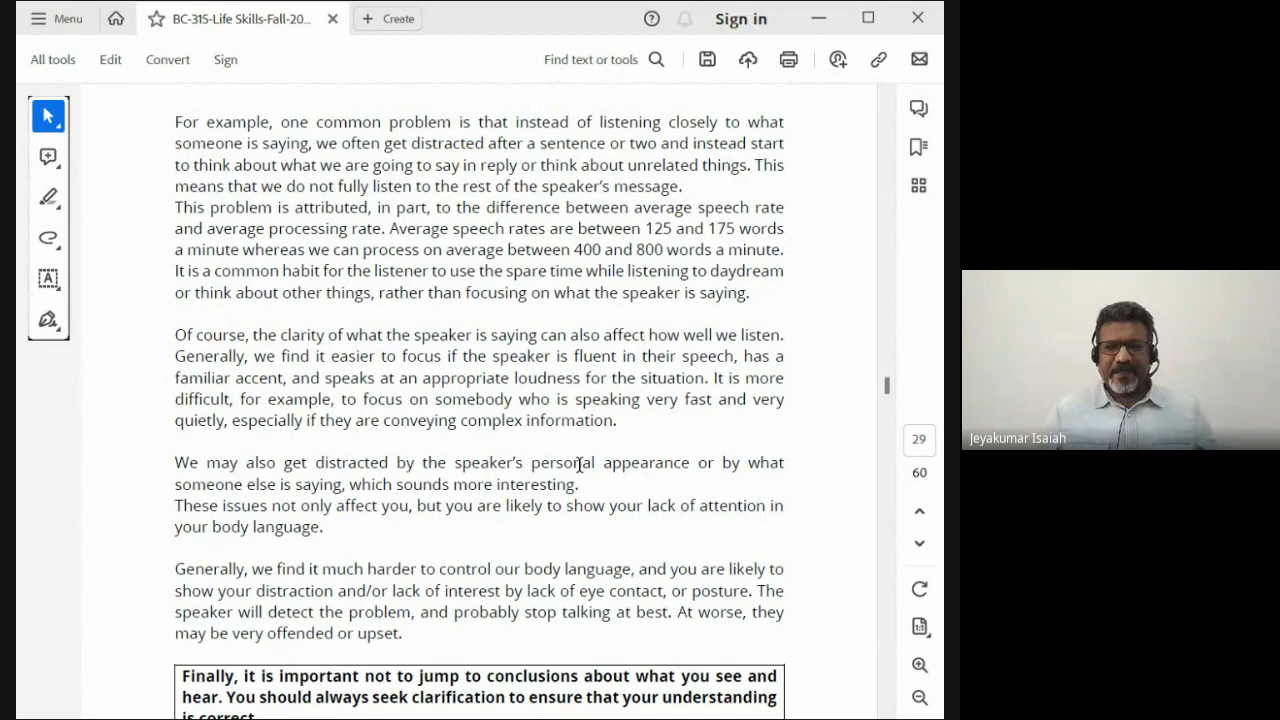 Menu
BC-315-Life Skills-Fall-20...
Create
Sign in
All tools
Edit
Convert
Sign
Find text or tools
For example, one common problem is that instead of listening closely to what
someone is saying, we often get distracted after a sentence or two and instead start
to think about what we are going to say in reply or think about unrelated things. This
means that we do not fully listen to the rest of the speaker's message.
This problem is attributed, in part, to the difference between average speech rate
and average processing rate. Average speech rates are between 125 and 175 words
a minute whereas we can process on average between 400 and 800 words a minute.
It is a common habit for the listener to use the spare time while listening to daydream
or think about other things, rather than focusing on what the speaker is saying.
Of course, the clarity of what the speaker is saying can also affect how well we listen.
Generally, we find it easier to focus if the speaker is fluent in their speech, has a
familiar accent, and speaks at an appropriate loudness for the situation. It is more
difficult, for example, to focus on somebody who is speaking very fast and very
quietly, especially if they are conveying complex information.
We may also get distracted by the speaker's personal appearance or by what
someone else is saying, which sounds more interesting.
These issues not only affect you, but you are likely to show your lack of attention in
your body language.
Generally, we find it much harder to control our body language, and you are likely to
show your distraction and/or lack of interest by lack of eye contact, or posture. The
speaker will detect the problem, and probably stop talking at best. At worse, they
may be very offended or upset.
Finally, it is important not to jump to conclusions about what you see and
hear. You should always seek clarification to ensure that your understanding
is correct.
29
60
1:1
Jeyakumar Isaiah